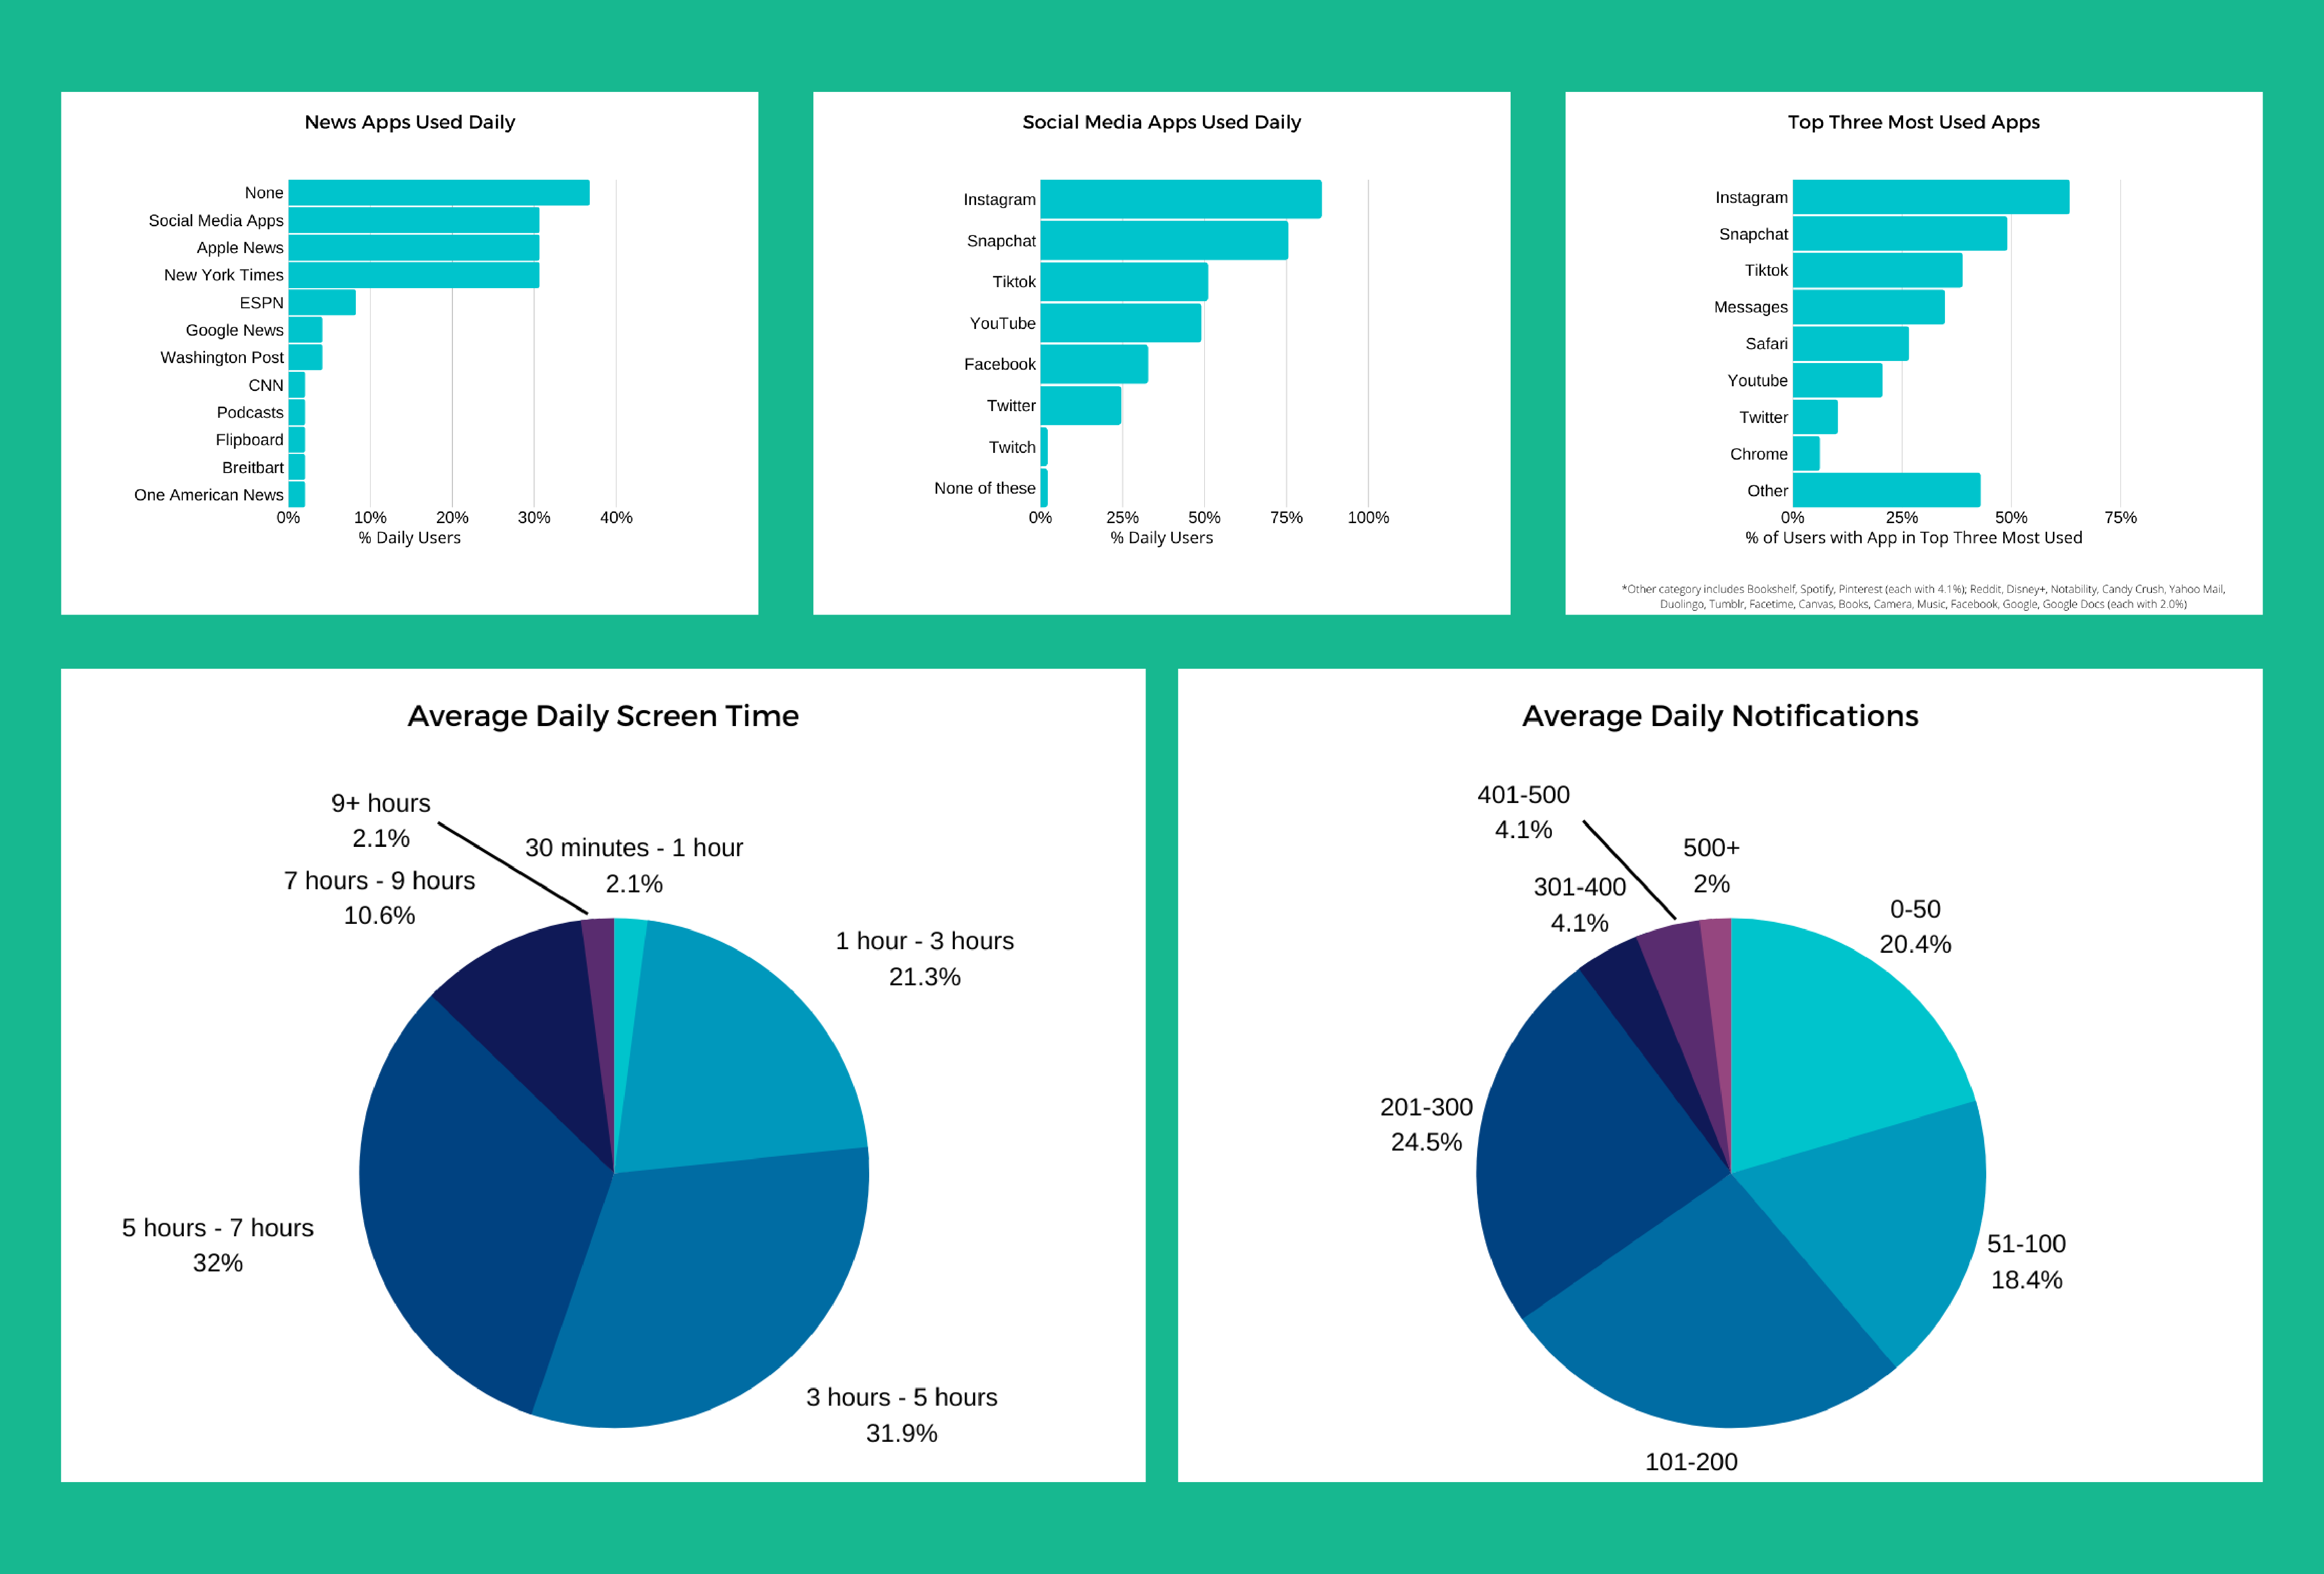 News Apps Used Daily
None
Social Media Apps
Apple News
New York Times
ESPN
Google News
Washington Post
CNN
Podcasts
Flipboard
Breitbart
One American News
0% 10% 20% 30% 40%
% Daily Users
Social Media Apps Used Daily
Instagram
Snapchat
Tiktok
YouTube
Facebook
Twitter
Twitch
None of these
0% 25% 50% 75% 100%
% Daily Users
Top Three Most Used Apps
Instagram
Snapchat
Tiktok
Messages
Safari
Youtube
Twitter
Chrome
Other
0% 25% 50% 75%
% of Users with App in Top Three Most Used
*Other category includes Bookshelf, Spotify, Pinterest (each with 4.1%); Reddit, Disney+, Notability, Candy Crush, Yahoo Mail,
Duolingo, Tumblr, Facetime, Canvas, Books, Camera, Music, Facebook, Google, Google Docs (each with 2.0%)
Average Daily Screen Time
9+ hours
2.1%
30 minutes - 1 hour
2.1%
7 hours - 9 hours
10.6%
1 hour - 3 hours
21.3%
5 hours - 7 hours
32%
3 hours - 5 hours
31.9%
Average Daily Notifications
401-500
4.1%
500+
2%
301-400
4.1%
0-50
20.4%
201-300
24.5%
51-100
18.4%
101-200